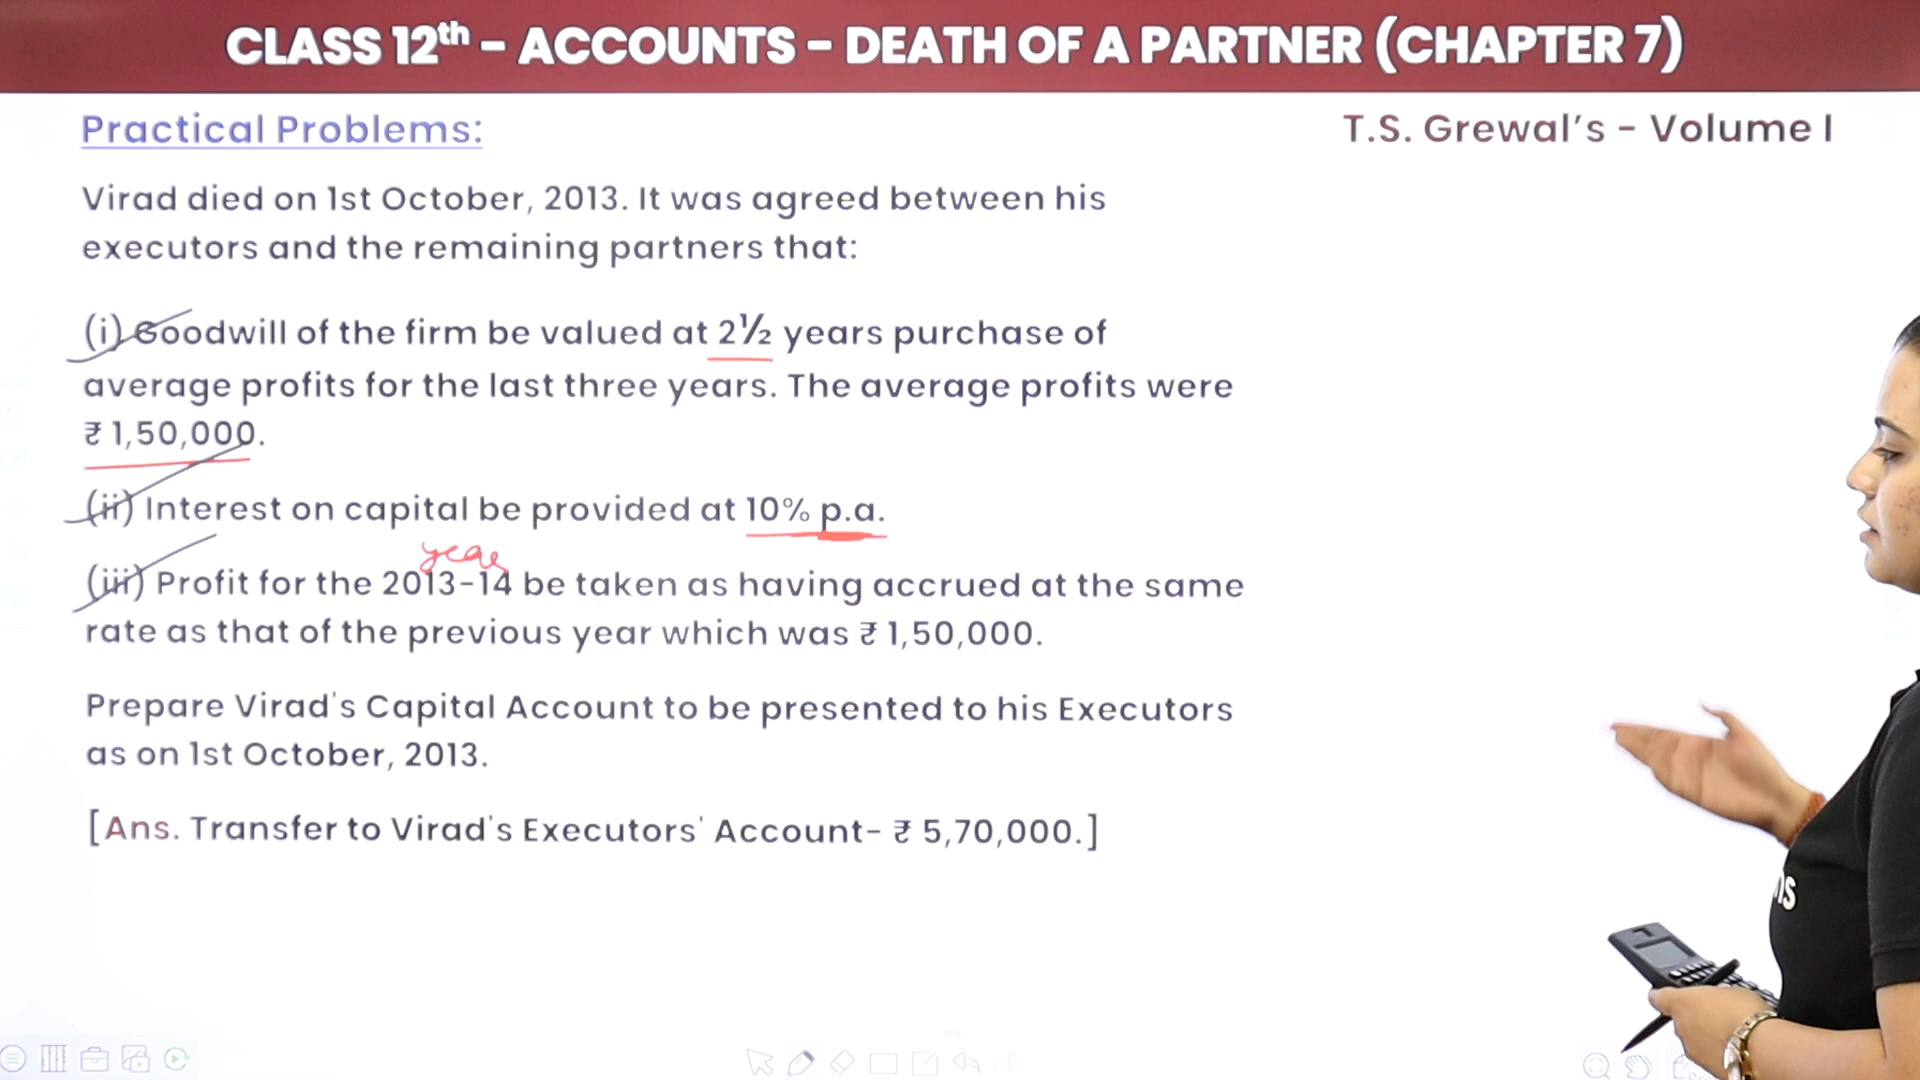 CLASS 12th – ACCOUNTS – DEATH OF A PARTNER (CHAPTER 7)
Practical Problems:
T.S. Grewal's – Volume I
Virad died on 1st October, 2013. It was agreed between his
executors and the remaining partners that:
(i) Goodwill of the firm be valued at 2½ years purchase of
average profits for the last three years. The average profits were
₹ 1,50,000.
(ii) Interest on capital be provided at 10% p.a.
year
(iii) Profit for the 2013-14 be taken as having accrued at the same
rate as that of the previous year which was ₹ 1,50,000.
Prepare Virad's Capital Account to be presented to his Executors
as on 1st October, 2013.
[Ans. Transfer to Virad's Executors' Account- ₹ 5,70,000.]